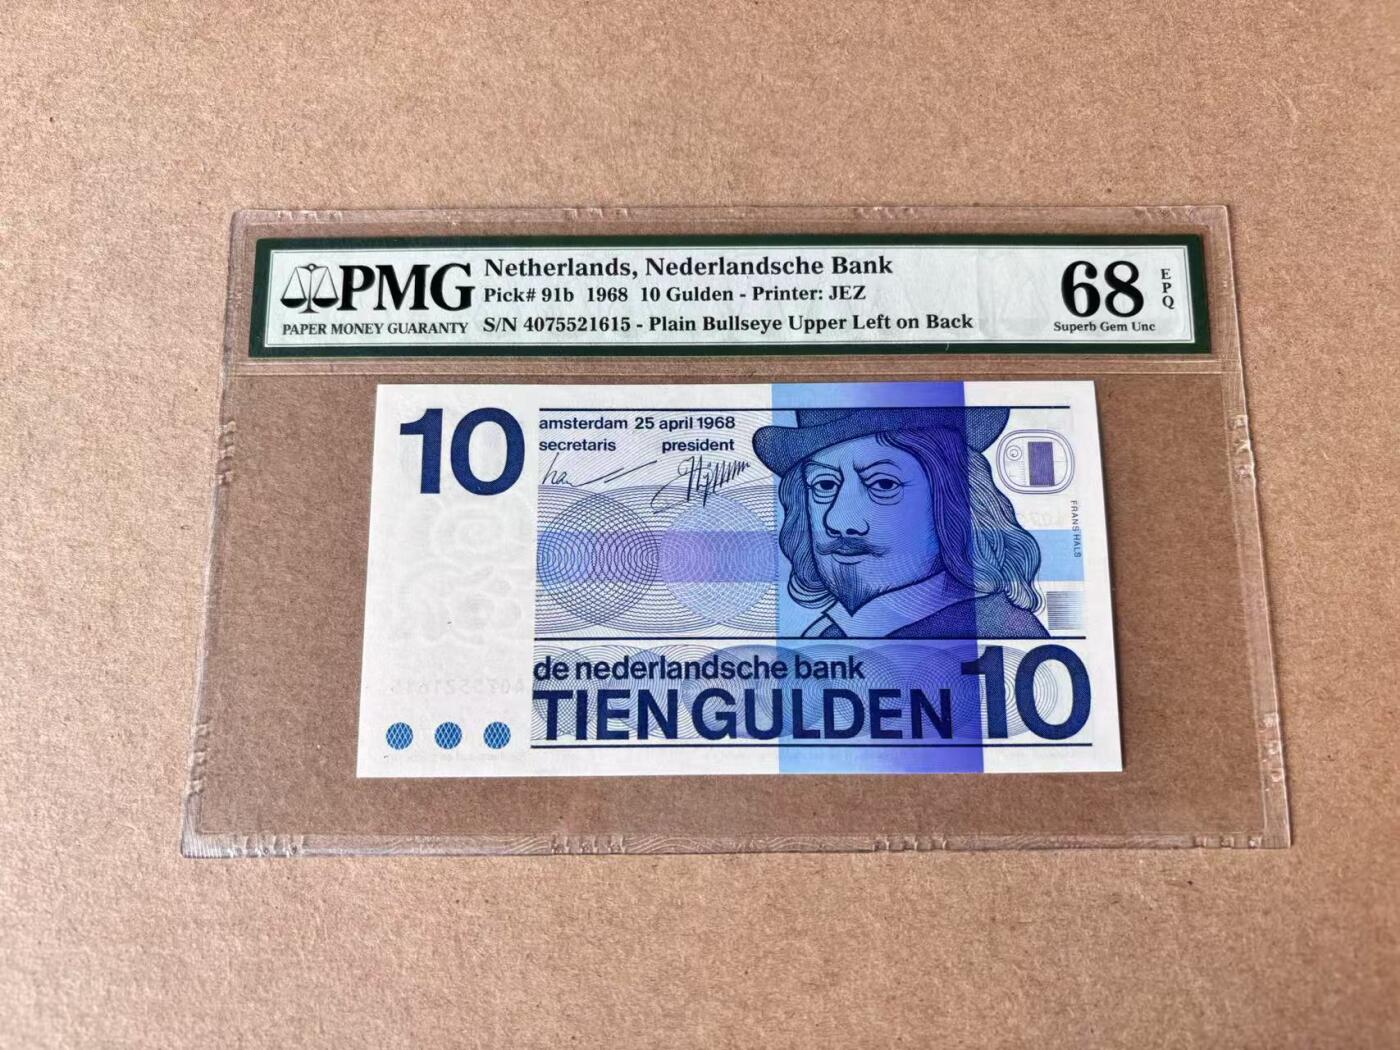 PMG
PAPER MONEY GUARANTY
Netherlands, Nederlandsche Bank
Pick# 91b 1968 10 Gulden - Printer: JEZ
S/N 4075521615 - Plain Bullseye Upper Left on Back
68
EPQ
Superb Gem Unc
10
amsterdam 25 april 1968
secretaris president
FRANS HALS
de nederlandsche bank
TIEN GULDEN 10